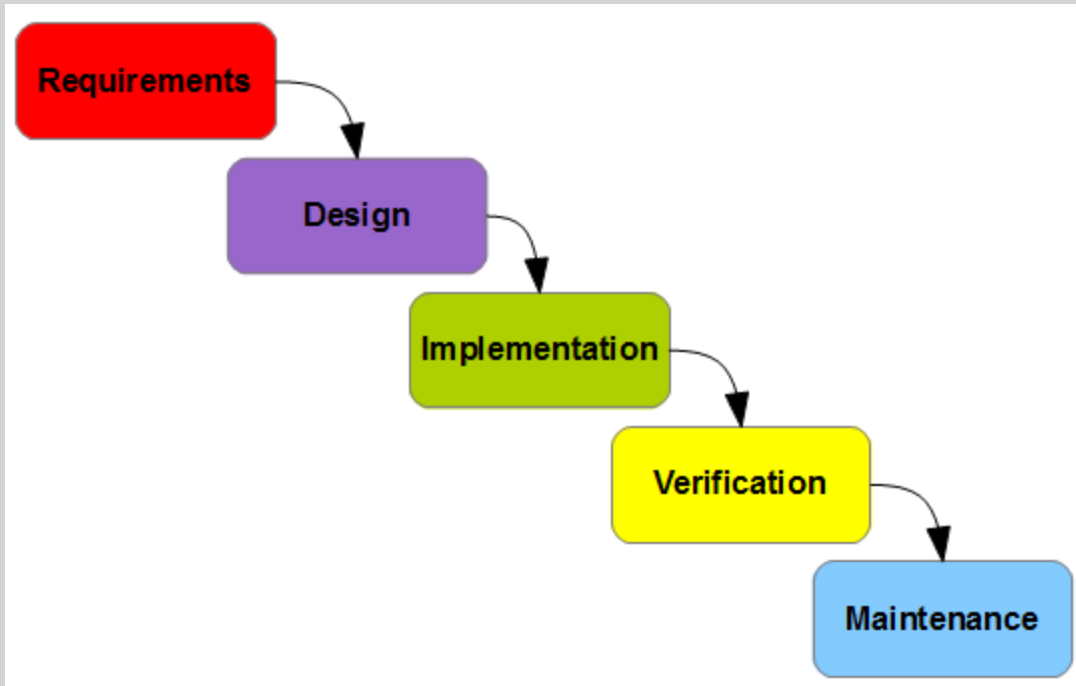 Requirements
Design
Implementation
Verification
Maintenance